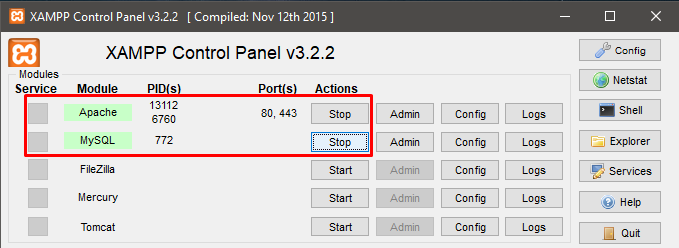 XAMPP Control Panel v3.2.2 [ Compiled: Nov 12th 2015 ]
XAMPP Control Panel v3.2.2
Modules
Service Module PID(s) Port(s) Actions
Apache 13112 6760 80, 443 Stop Admin Config Logs
MySQL 772 Stop Admin Config Logs
FileZilla Start Admin Config Logs
Mercury Start Admin Config Logs
Tomcat Start Admin Config Logs
Config
Netstat
Shell
Explorer
Services
Help
Quit